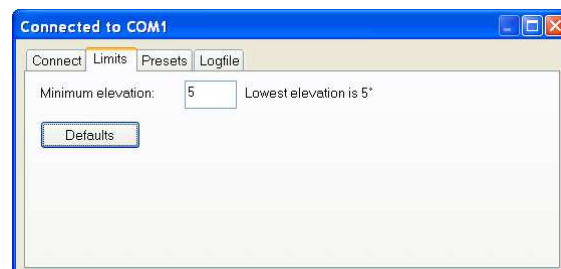 Connected to COM1
Connect Limits Presets Logfile
Minimum elevation: 5 Lowest elevation is 5°
Defaults